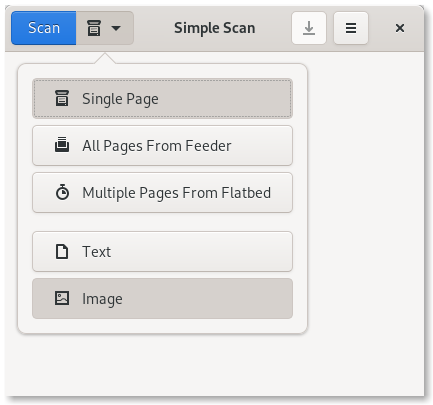 Scan
Simple Scan
Single Page
All Pages From Feeder
Multiple Pages From Flatbed
Text
Image